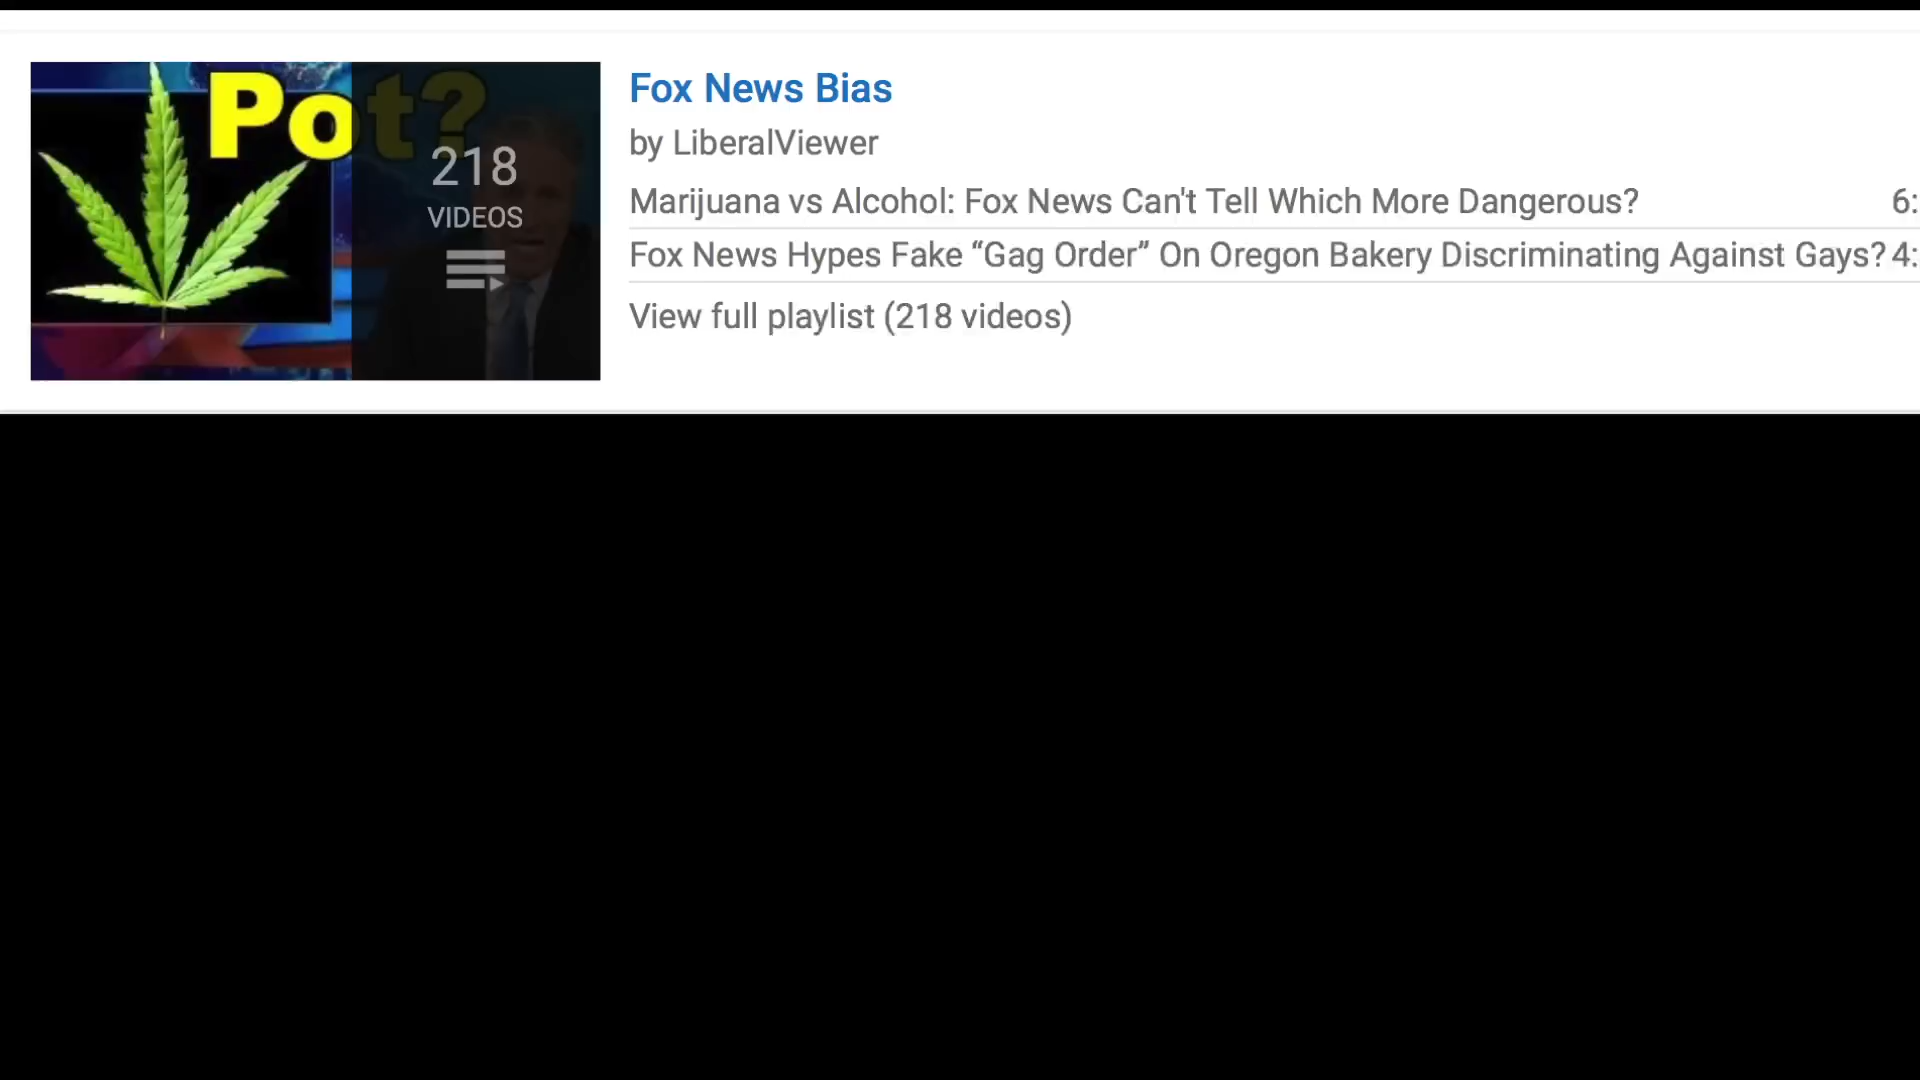 Pot?
218
VIDEOS
Fox News Bias
by LiberalViewer
Marijuana vs Alcohol: Fox News Can't Tell Which More Dangerous? 6:
Fox News Hypes Fake “Gag Order” On Oregon Bakery Discriminating Against Gays? 4:
View full playlist (218 videos)